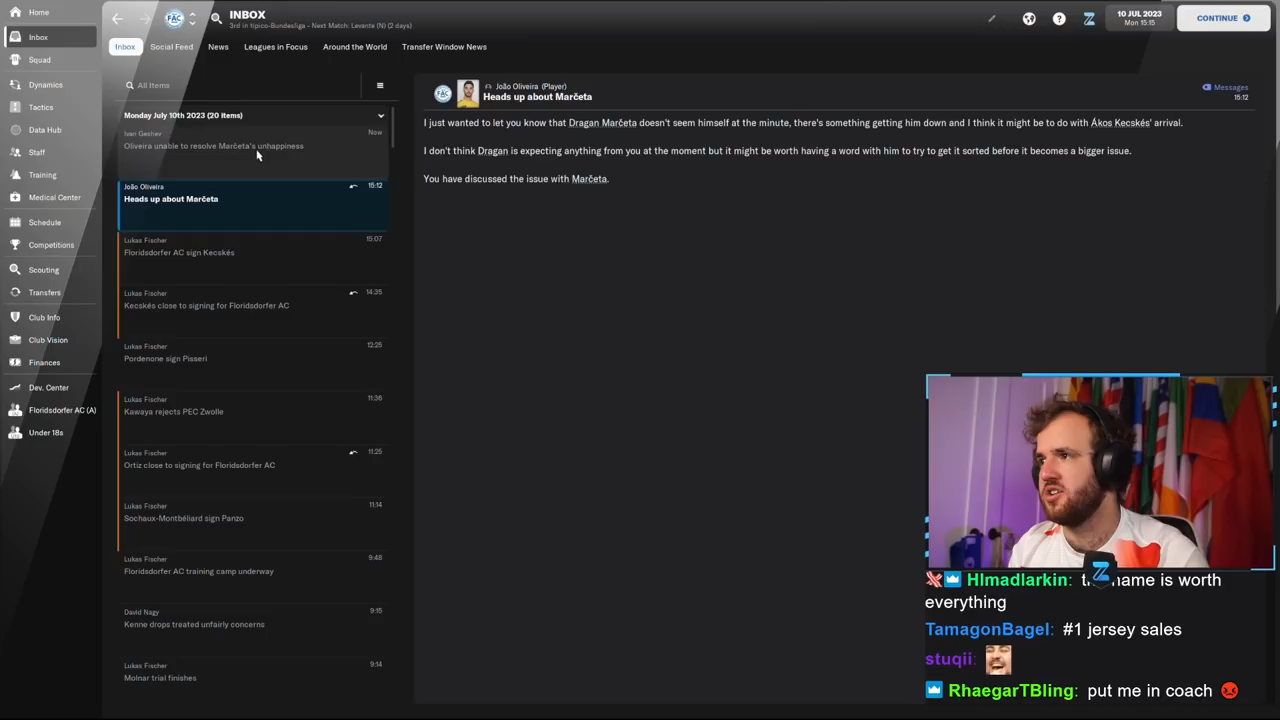 Home
Inbox
Squad
Dynamics
Tactics
Data Hub
Staff
Training
Medical Center
Schedule
Competitions
Scouting
Transfers
Club Info
Club Vision
Finances
Dev. Center
Floridsdorfer AC (A)
Under 18s
FAC
INBOX
3rd in tipico-Bundesliga - Next Match: Levante (N) (2 days)
10 JUL 2023
Mon 15:15
CONTINUE
Inbox
Social Feed
News
Leagues in Focus
Around the World
Transfer Window News
All Items
Monday July 10th 2023 (20 Items)
Ivan Geshev
Now
Oliveira unable to resolve Marčeta's unhappiness
João Oliveira
15:12
Heads up about Marčeta
Lukas Fischer
15:07
Floridsdorfer AC sign Kecskés
Lukas Fischer
14:35
Kecskés close to signing for Floridsdorfer AC
Lukas Fischer
12:25
Pordenone sign Pisseri
Lukas Fischer
11:36
Kawaya rejects PEC Zwolle
Lukas Fischer
11:25
Ortiz close to signing for Floridsdorfer AC
Lukas Fischer
11:14
Sochaux-Montbéliard sign Panzo
Lukas Fischer
9:48
Floridsdorfer AC training camp underway
David Nagy
9:15
Kenne drops treated unfairly concerns
Lukas Fischer
9:14
Molnar trial finishes
FAC
João Oliveira (Player)
Heads up about Marčeta
Messages
15:12
I just wanted to let you know that Dragan Marčeta doesn't seem himself at the minute, there's something getting him down and I think it might be to do with Ákos Kecskés' arrival.
I don't think Dragan is expecting anything from you at the moment but it might be worth having a word with him to try to get it sorted before it becomes a bigger issue.
You have discussed the issue with Marčeta.
HImadlarkin: name is worth
everything
TamagonBagel: #1 jersey sales
stuqii:
RhaegarTBling: put me in coach